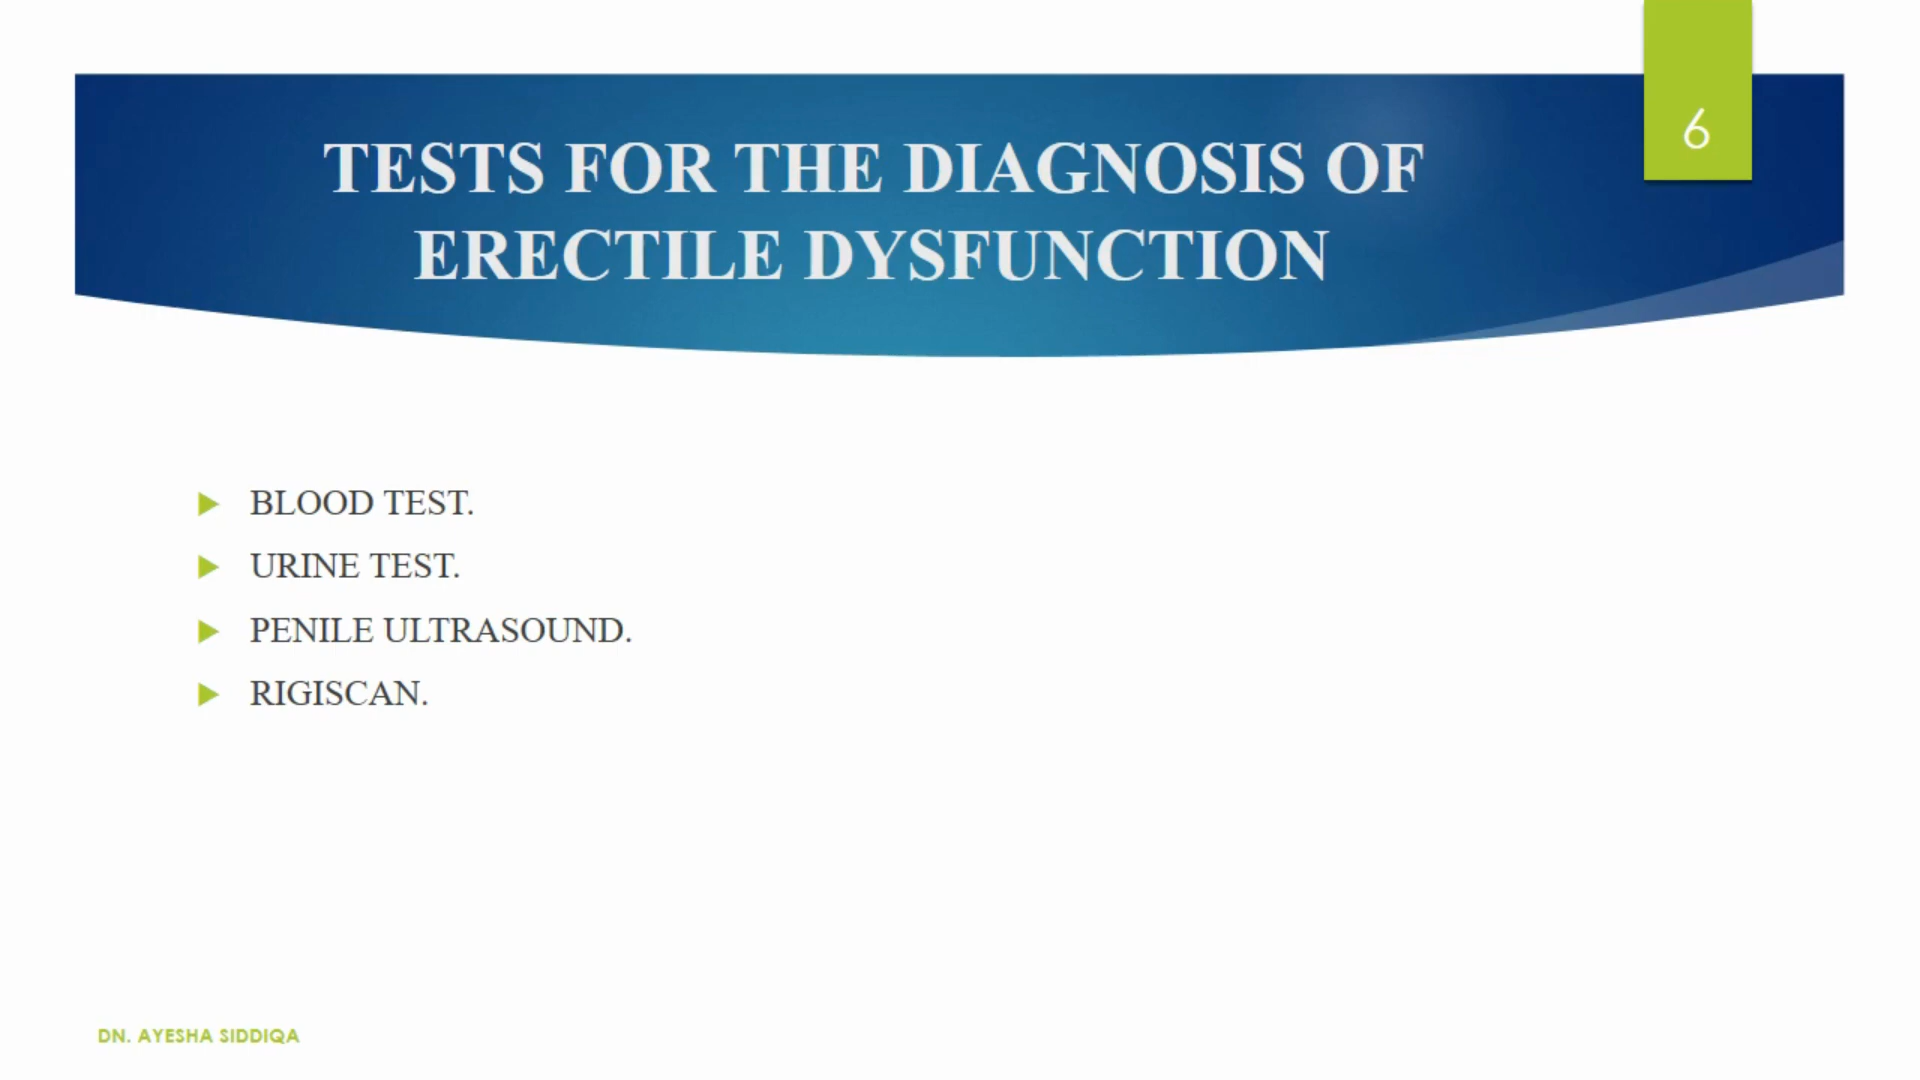 6
TESTS FOR THE DIAGNOSIS OF
ERECTILE DYSFUNCTION
BLOOD TEST.
URINE TEST.
PENILE ULTRASOUND.
RIGISCAN.
DN. AYESHA SIDDIQA